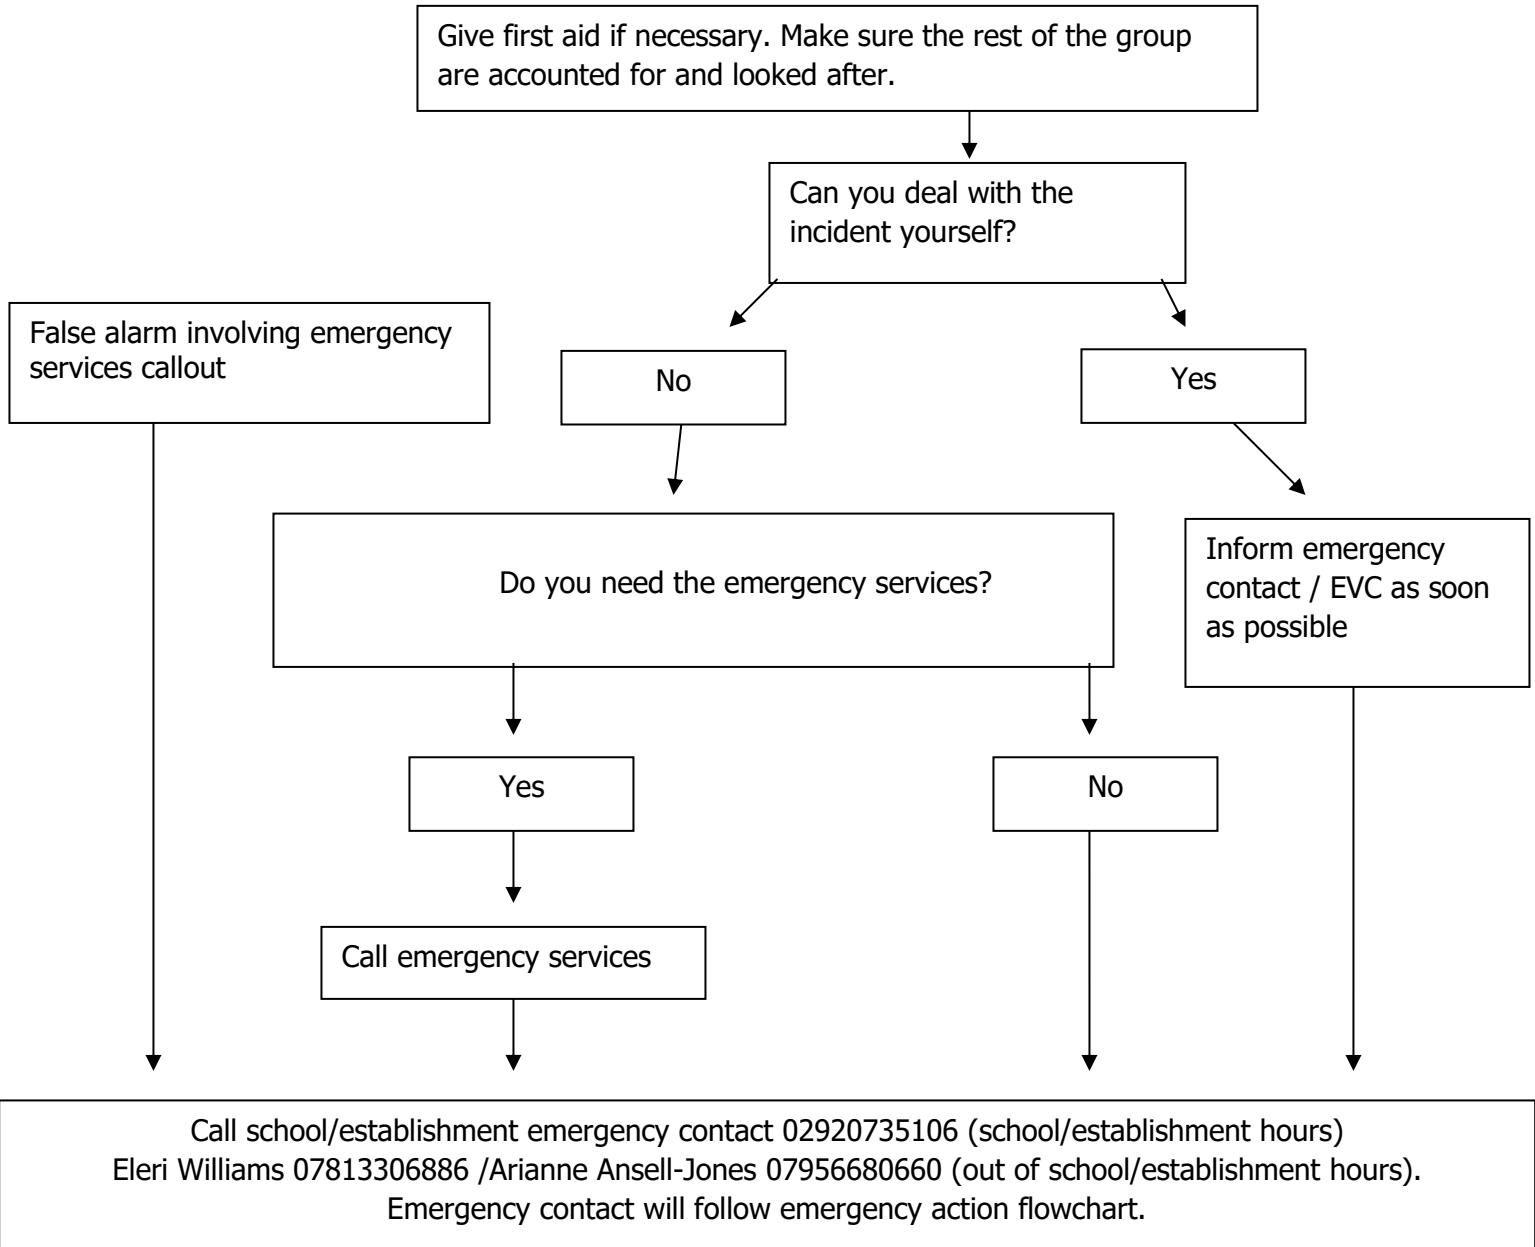 Give first aid if necessary. Make sure the rest of the group
are accounted for and looked after.
Can you deal with the
incident yourself?
False alarm involving emergency
services callout
No
Yes
Do you need the emergency services?
Inform emergency
contact / EVC as soon
as possible
Yes
No
Call emergency services
Call school/establishment emergency contact 02920735106 (school/establishment hours)
Eleri Williams 07813306886 /Arianne Ansell-Jones 07956680660 (out of school/establishment hours).
Emergency contact will follow emergency action flowchart.